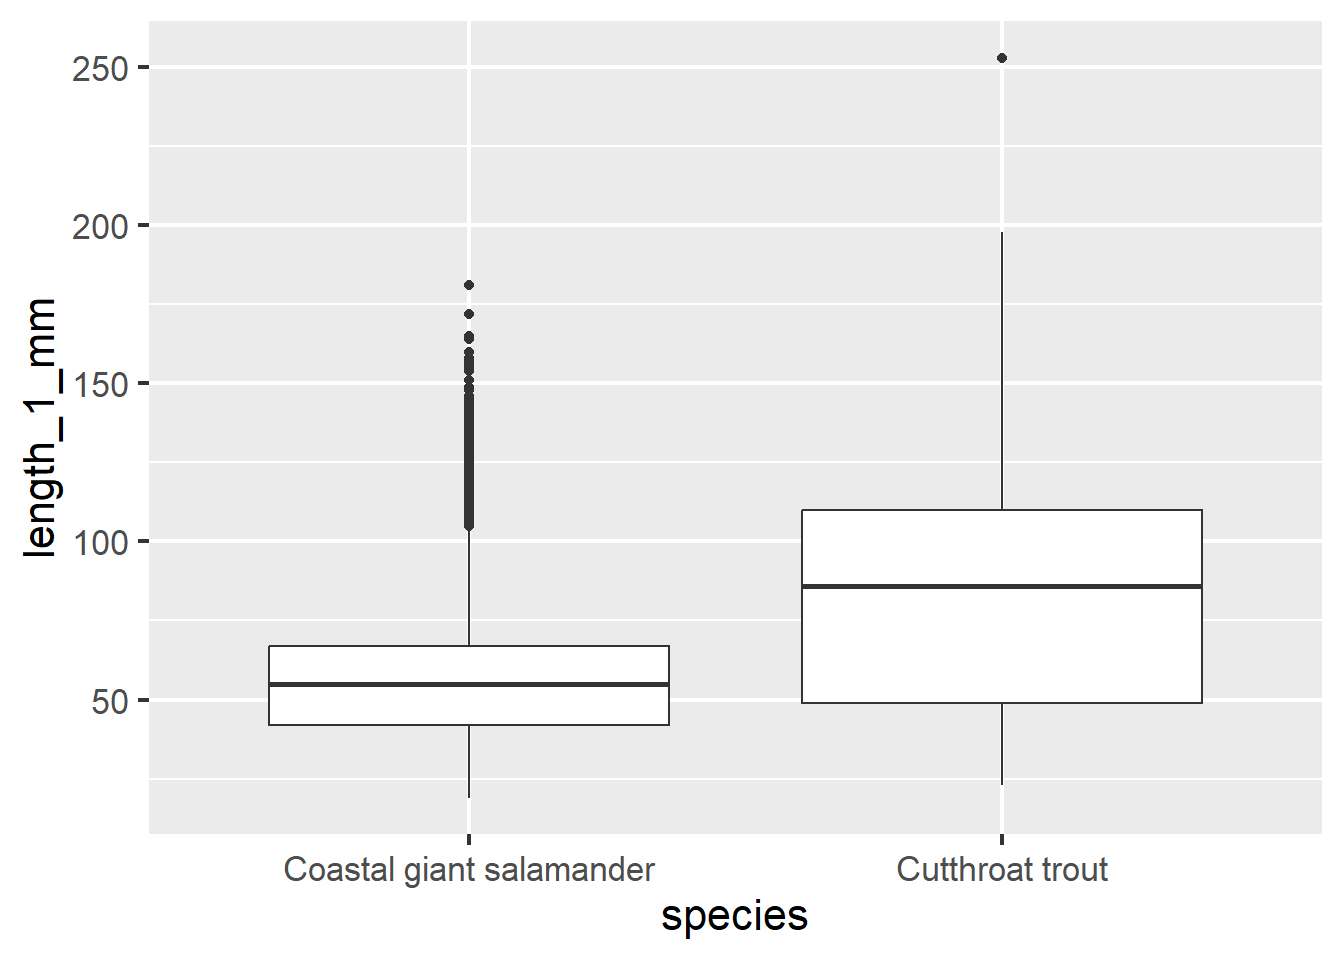 length_1_mm
250
200
150
100
50
Coastal giant salamander
Cutthroat trout
species